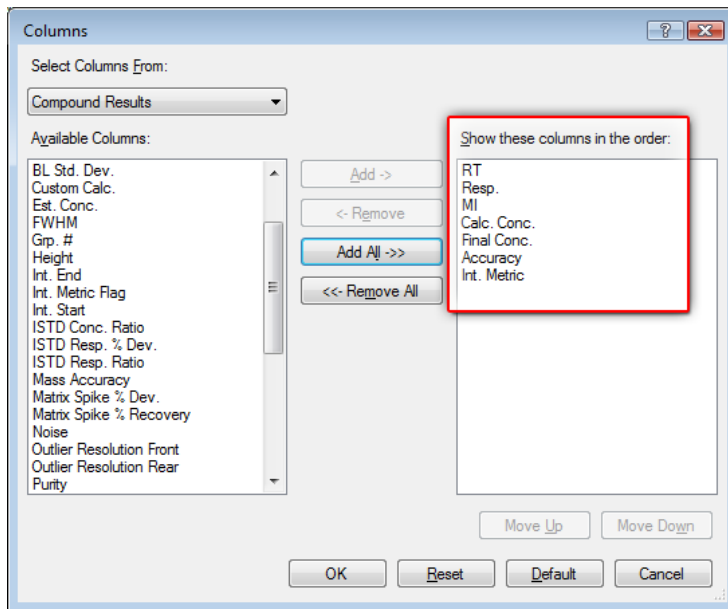 Columns
Select Columns From:
Compound Results
Available Columns:
BL Std. Dev.
Custom Calc.
Est. Conc.
FWHM
Grp. #
Height
Int. End
Int. Metric Flag
Int. Start
ISTD Conc. Ratio
ISTD Resp. % Dev.
ISTD Resp. Ratio
Mass Accuracy
Matrix Spike % Dev.
Matrix Spike % Recovery
Noise
Outlier Resolution Front
Outlier Resolution Rear
Purity
Add ->
<- Remove
Add All ->>
<<- Remove All
Show these columns in the order:
RT
Resp.
MI
Calc. Conc.
Final Conc.
Accuracy
Int. Metric
Move Up
Move Down
OK
Reset
Default
Cancel